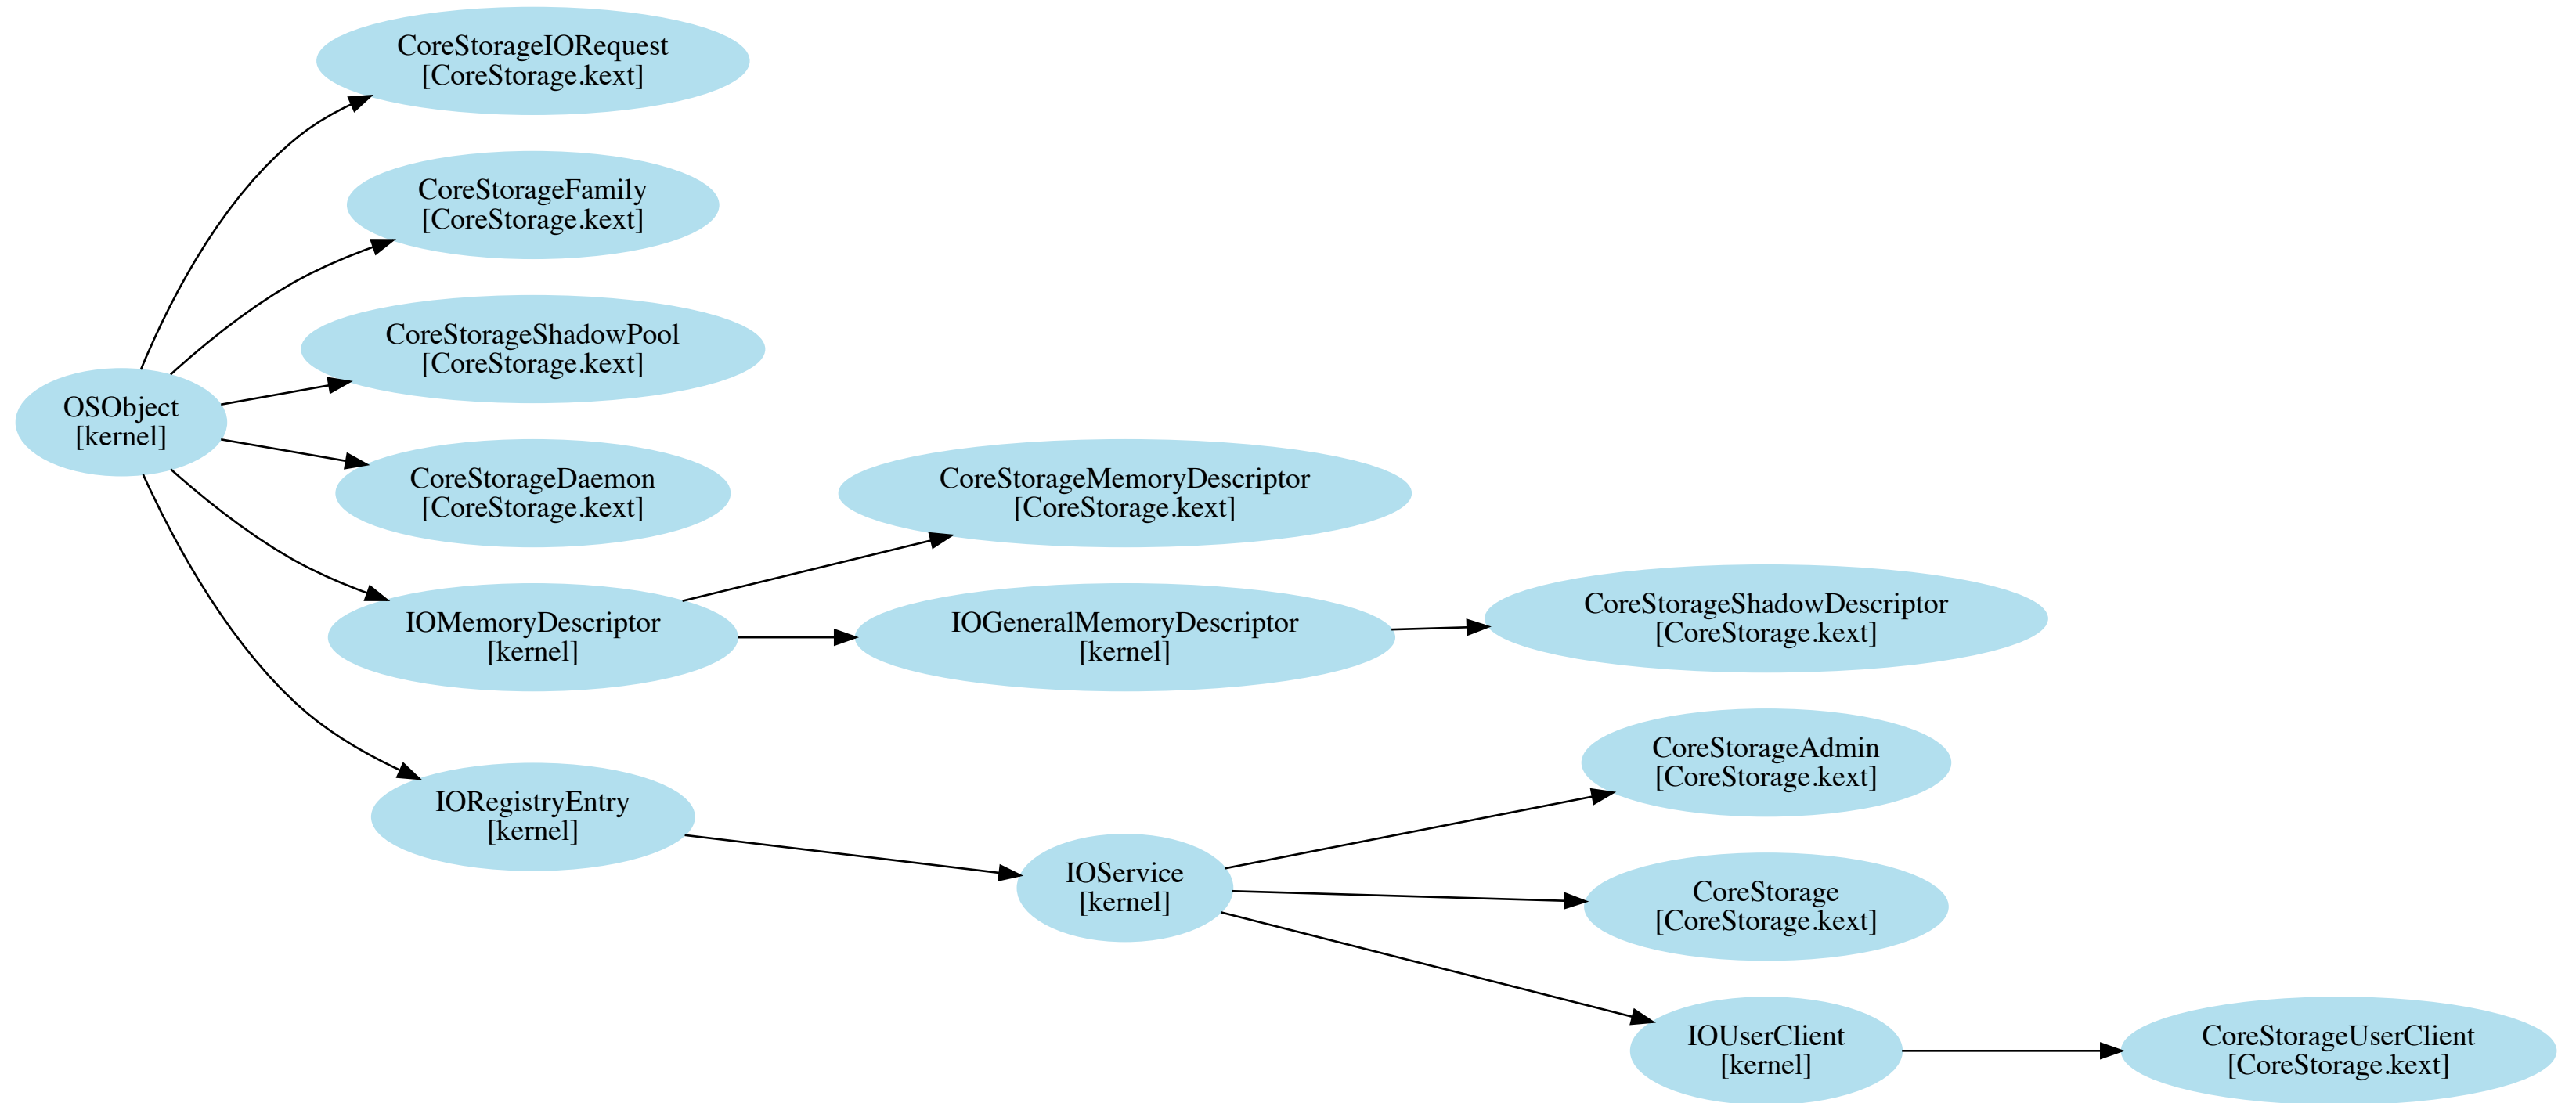 CoreStorageIORequest
[CoreStorage.kext]
CoreStorageFamily
[CoreStorage.kext]
CoreStorageShadowPool
[CoreStorage.kext]
OSObject
[kernel]
CoreStorageDaemon
[CoreStorage.kext]
CoreStorageMemoryDescriptor
[CoreStorage.kext]
IOMemoryDescriptor
[kernel]
IOGeneralMemoryDescriptor
[kernel]
CoreStorageShadowDescriptor
[CoreStorage.kext]
CoreStorageAdmin
[CoreStorage.kext]
IORegistryEntry
[kernel]
IOService
[kernel]
CoreStorage
[CoreStorage.kext]
IOUserClient
[kernel]
CoreStorageUserClient
[CoreStorage.kext]